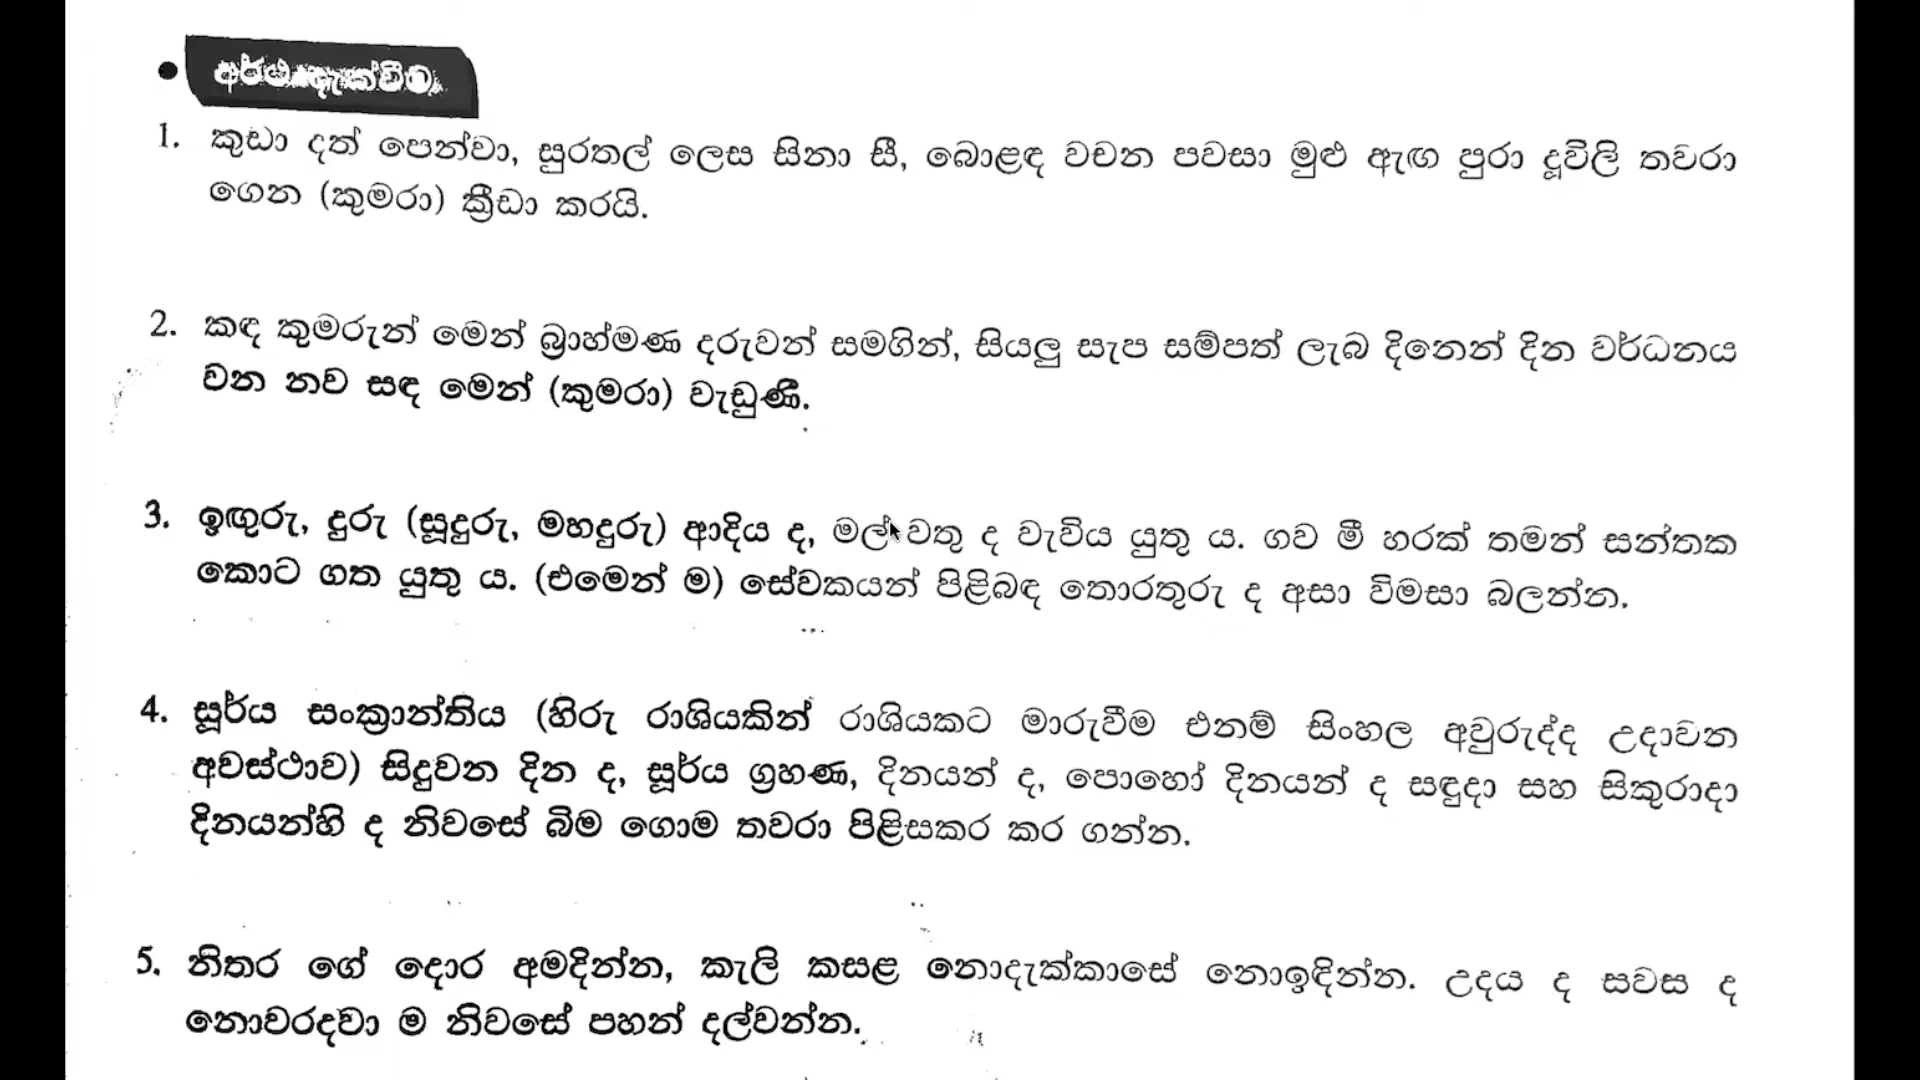 • අර්ථ දැක්වීම
1. කුඩා දත් පෙන්වා, සුරතල් ලෙස සිනා සී, බොළඳ වචන පවසා මුළු ඇඟ පුරා දූවිලි තවරා
ගෙන (කුමරා) ක්‍රීඩා කරයි.
2. කඳ කුමරුන් මෙන් බ්‍රාහ්මණ දරුවන් සමගින්, සියලු සැප සම්පත් ලැබ දිනෙන් දින වර්ධනය
වන නව සඳ මෙන් (කුමරා) වැඩුණී.
3. ඉඟුරු, දුරු (සූදුරු, මහදුරු) ආදිය ද, මල් වතු ද වැවිය යුතු ය. ගව මී හරක් තමන් සන්තක
කොට ගත යුතු ය. (එමෙන් ම) සේවකයන් පිළිබඳ තොරතුරු ද අසා විමසා බලන්න.
4. සූර්ය සංක්‍රාන්තිය (හිරු රාශියකින් රාශියකට මාරුවීම එනම් සිංහල අවුරුද්ද උදාවන
අවස්ථාව) සිදුවන දින ද, සූර්ය ග්‍රහණ, දිනයන් ද, පොහෝ දිනයන් ද සඳුදා සහ සිකුරාදා
දිනයන්හි ද නිවසේ බිම ගොම තවරා පිළිසකර කර ගන්න.
5. නිතර ගේ දොර අමදින්න, කැලි කසළ නොදැක්කාසේ නොඉඳින්න. උදය ද සවස ද
නොවරදවා ම නිවසේ පහන් දල්වන්න.